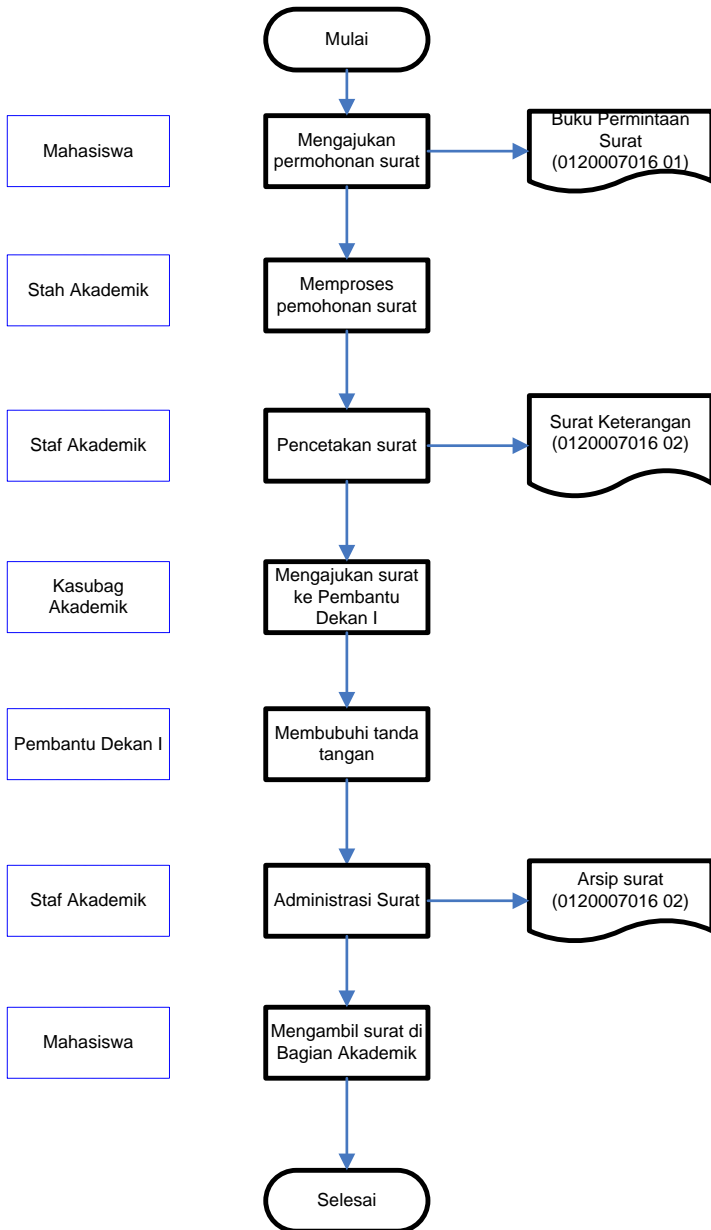 Mulai
Mahasiswa
Mengajukan
permohonan surat
Buku Permintaan
Surat
(0120007016 01)
Stah Akademik
Memproses
pemohonan surat
Staf Akademik
Pencetakan surat
Surat Keterangan
(0120007016 02)
Kasubag
Akademik
Mengajukan surat
ke Pembantu
Dekan I
Pembantu Dekan I
Membubuhi tanda
tangan
Staf Akademik
Administrasi Surat
Arsip surat
(0120007016 02)
Mahasiswa
Mengambil surat di
Bagian Akademik
Selesai